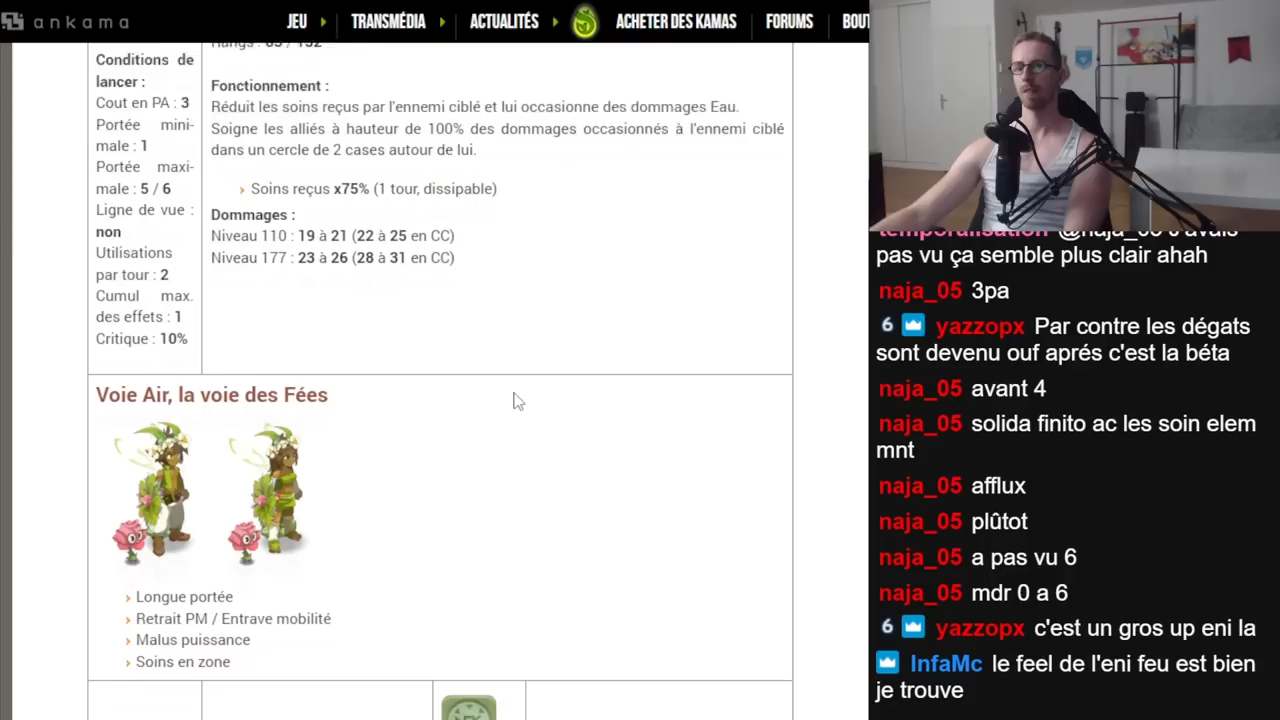 ankama
JEU
TRANSMÉDIA
ACTUALITÉS
ACHETER DES KAMAS
FORUMS
BOUT
Conditions de
lancer :
Cout en PA : 3
Portée mini-
male : 1
Portée maxi-
male : 5 / 6
Ligne de vue :
non
Utilisations
par tour : 2
Cumul max.
des effets : 1
Critique : 10%
Fonctionnement :
Réduit les soins reçus par l'ennemi ciblé et lui occasionne des dommages Eau.
Soigne les alliés à hauteur de 100% des dommages occasionnés à l'ennemi ciblé
dans un cercle de 2 cases autour de lui.
› Soins reçus x75% (1 tour, dissipable)
Dommages :
Niveau 110 : 19 à 21 (22 à 25 en CC)
Niveau 177 : 23 à 26 (28 à 31 en CC)
Voie Air, la voie des Fées
› Longue portée
› Retrait PM / Entrave mobilité
› Malus puissance
› Soins en zone
pas vu ça semble plus clair ahah
naja_05 3pa
6 yazzopx Par contre les dégats
sont devenu ouf aprés c'est la béta
naja_05 avant 4
naja_05 solida finito ac les soin elem
mnt
naja_05 afflux
naja_05 plûtot
naja_05 a pas vu 6
naja_05 mdr 0 a 6
6 yazzopx c'est un gros up eni la
InfaMc le feel de l'eni feu est bien
je trouve